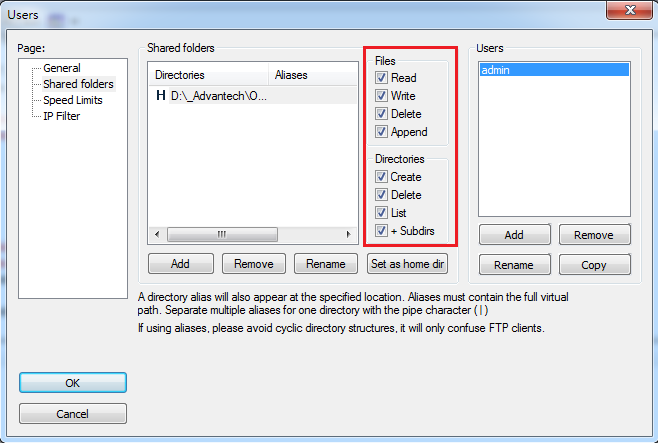 Users
Page:
General
Shared folders
Speed Limits
IP Filter
Shared folders
Directories Aliases
H D:\_Advantech\O...
Files
Read
Write
Delete
Append
Directories
Create
Delete
List
+ Subdirs
Add Remove Rename Set as home dir
Users
admin
Add Remove
Rename Copy
A directory alias will also appear at the specified location. Aliases must contain the full virtual
path. Separate multiple aliases for one directory with the pipe character ( | )
If using aliases, please avoid cyclic directory structures, it will only confuse FTP clients.
OK
Cancel